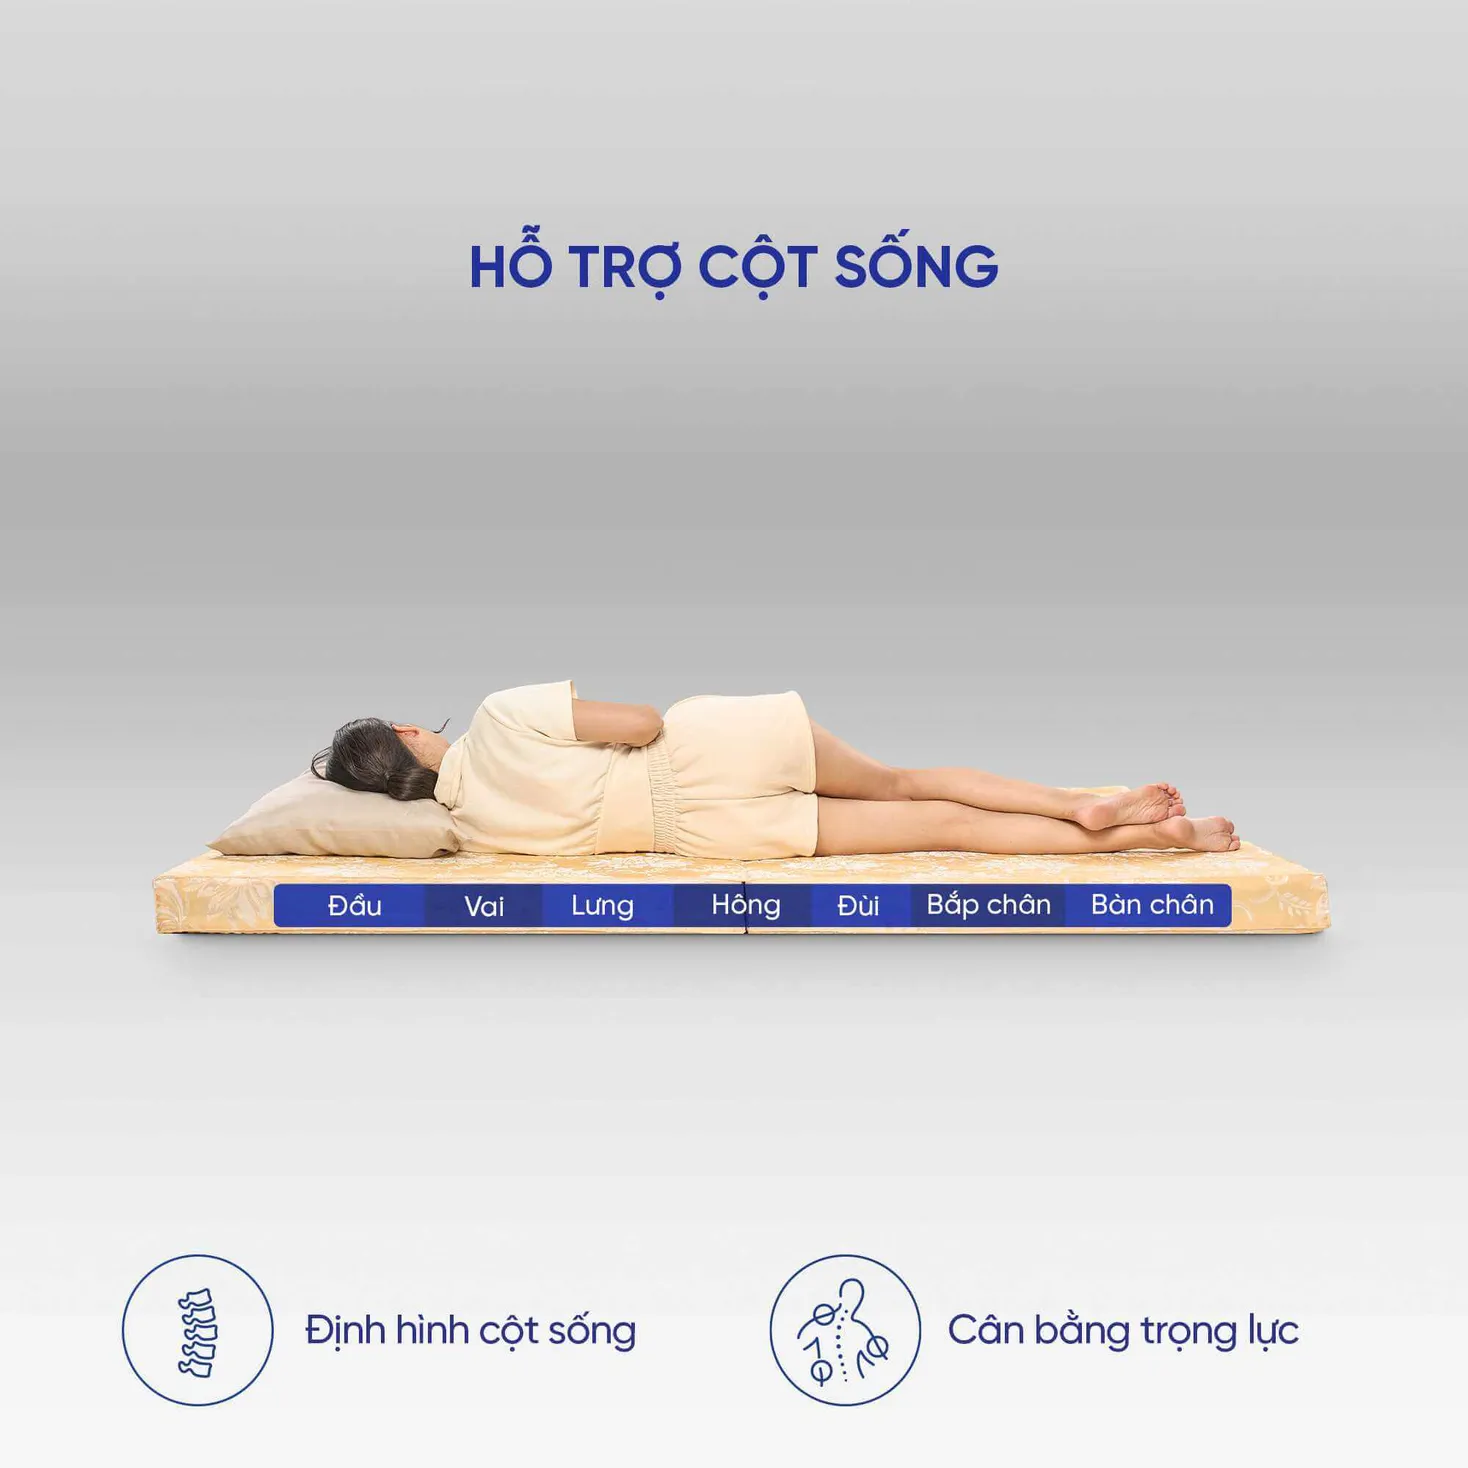 HỖ TRỢ CỘT SỐNG
Đầu Vai Lưng Hông Đùi Bắp chân Bàn chân
Định hình cột sống
Cân bằng trọng lực